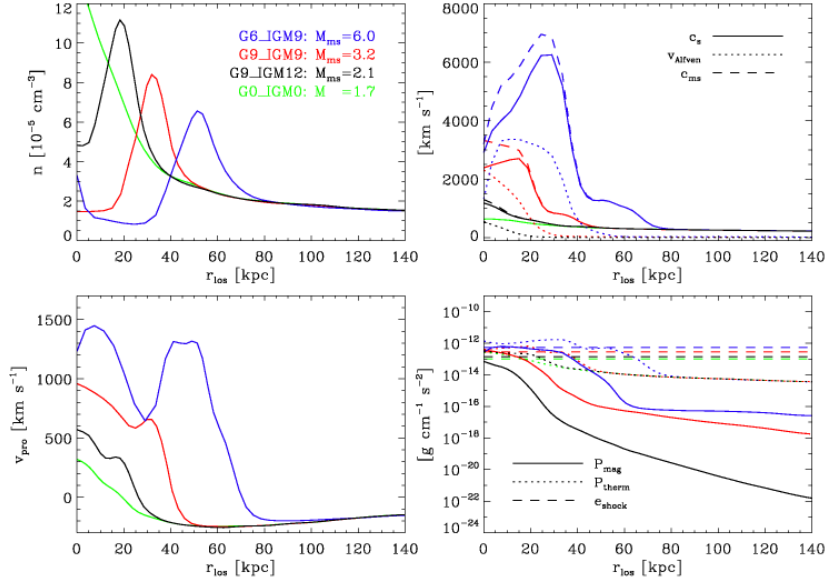 12
10
8
6
4
2
0
n [10⁻⁵ cm⁻³]
G6_IGM9: M_ms=6.0
G9_IGM9: M_ms=3.2
G9_IGM12: M_ms=2.1
G0_IGM0: M =1.7
0 20 40 60 80 100 120 140
r_los [kpc]
8000
6000
4000
2000
0
[km s⁻¹]
c_s
v_Alfven
c_ms
0 20 40 60 80 100 120 140
r_los [kpc]
1500
1000
500
0
v_pro [km s⁻¹]
0 20 40 60 80 100 120 140
r_los [kpc]
10⁻¹⁰
10⁻¹²
10⁻¹⁴
10⁻¹⁶
10⁻¹⁸
10⁻²⁰
10⁻²²
10⁻²⁴
[g cm⁻¹ s⁻²]
P_mag
P_therm
e_shock
0 20 40 60 80 100 120 140
r_los [kpc]